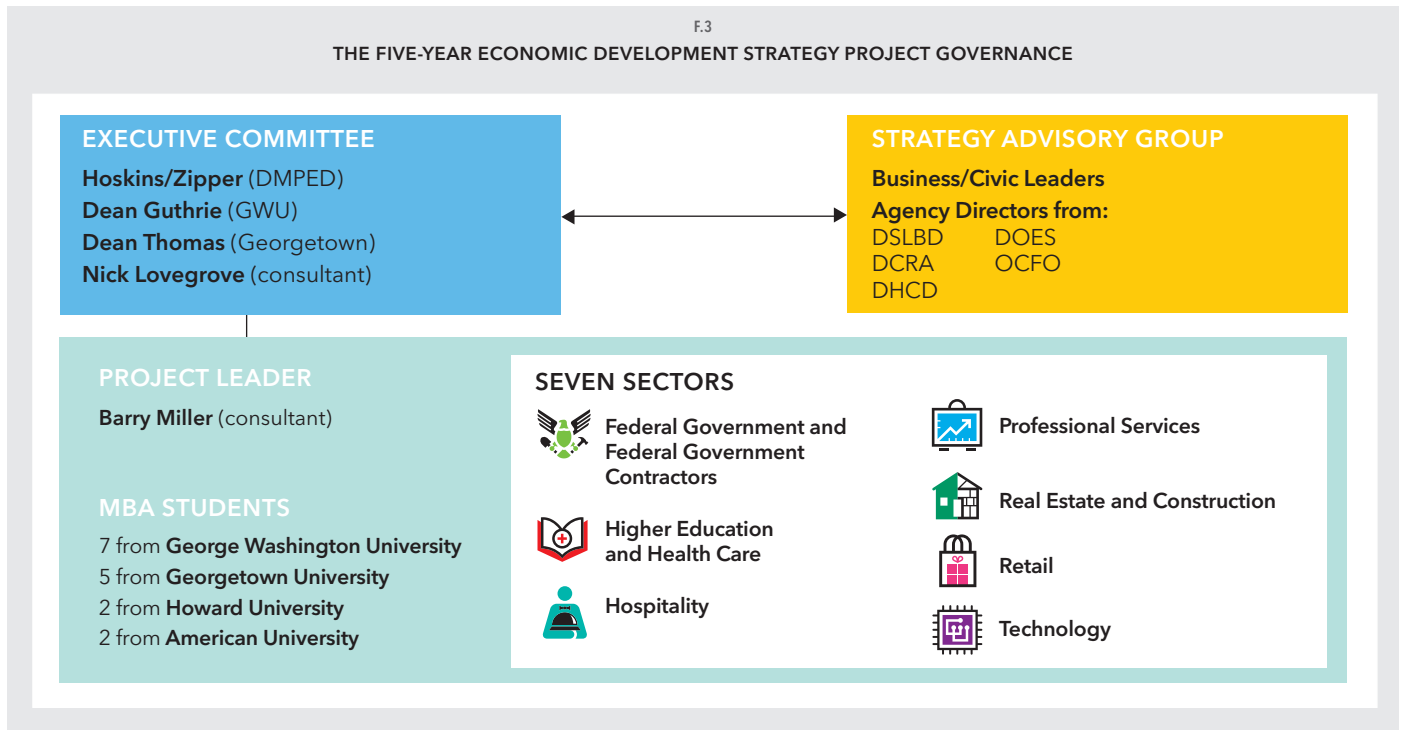 F.3
THE FIVE-YEAR ECONOMIC DEVELOPMENT STRATEGY PROJECT GOVERNANCE
EXECUTIVE COMMITTEE
Hoskins/Zipper (DMPED)
Dean Guthrie (GWU)
Dean Thomas (Georgetown)
Nick Lovegrove (consultant)
STRATEGY ADVISORY GROUP
Business/Civic Leaders
Agency Directors from:
DSLBD DOES
DCRA OCFO
DHCD
PROJECT LEADER
Barry Miller (consultant)
MBA STUDENTS
7 from George Washington University
5 from Georgetown University
2 from Howard University
2 from American University
SEVEN SECTORS
Federal Government and
Federal Government
Contractors
Higher Education
and Health Care
Hospitality
Professional Services
Real Estate and Construction
Retail
Technology